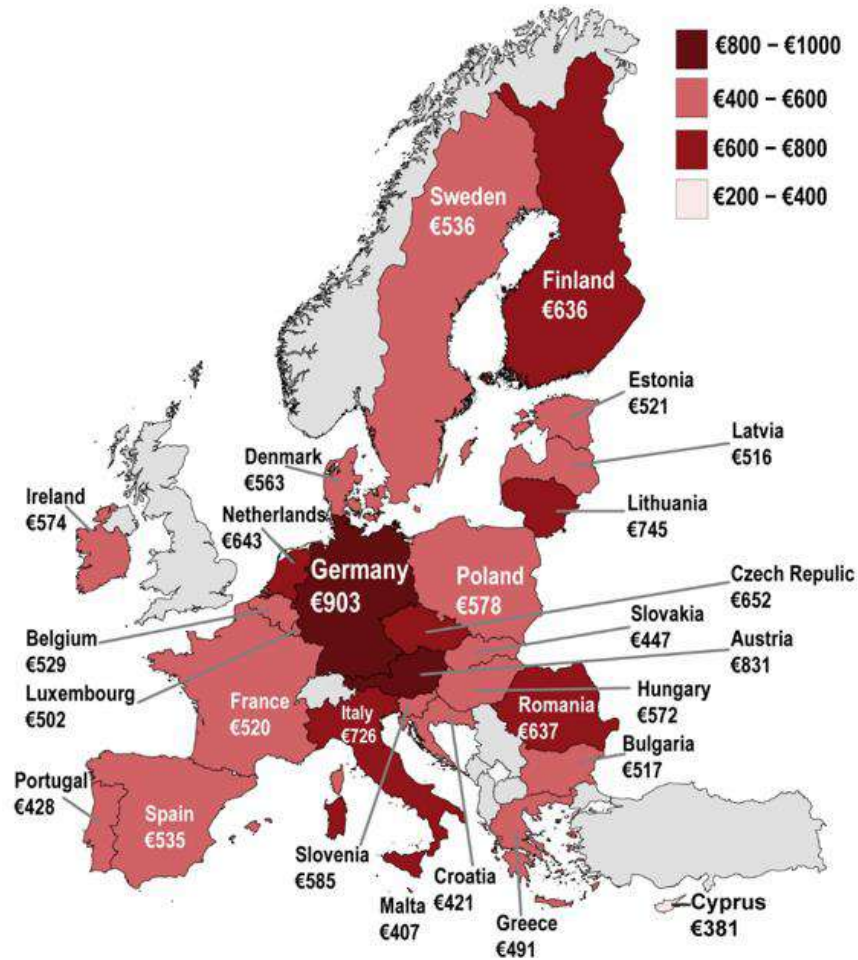 €800 – €1000
€400 – €600
€600 – €800
€200 – €400
Sweden
€536
Finland
€636
Estonia
€521
Latvia
€516
Lithuania
€745
Denmark
€563
Ireland
€574
Netherlands
€643
Germany
€903
Poland
€578
Czech Repulic
€652
Slovakia
€447
Austria
€831
Belgium
€529
Luxembourg
€502
France
€520
Italy
€726
Romania
€637
Hungary
€572
Bulgaria
€517
Portugal
€428
Spain
€535
Slovenia
€585
Croatia
€421
Malta
€407
Greece
€491
Cyprus
€381